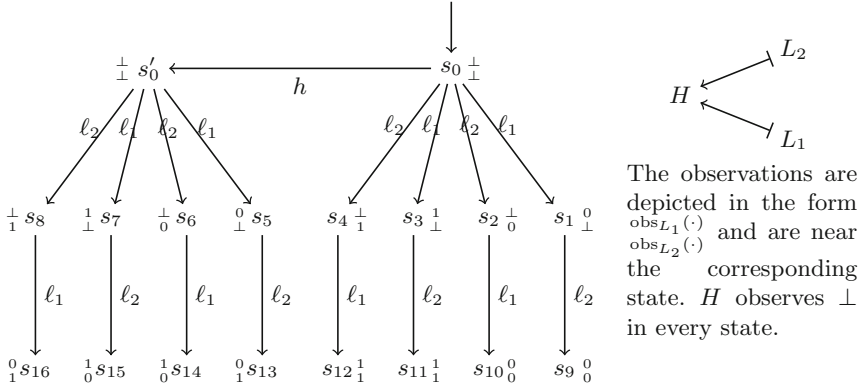 ⊥ ⊥ s′₀ s₀ ⊥ ⊥
h
ℓ₂ ℓ₁ ℓ₂ ℓ₁ ℓ₂ ℓ₁ ℓ₂ ℓ₁
⊥ 1 s₈ 1 ⊥ s₇ ⊥ 0 s₆ 0 ⊥ s₅ s₄ ⊥ 1 s₃ 1 ⊥ s₂ ⊥ 0 s₁ 0 ⊥
ℓ₁ ℓ₂ ℓ₁ ℓ₂ ℓ₁ ℓ₂ ℓ₁ ℓ₂
0 1 s₁₆ 1 0 s₁₅ 1 0 s₁₄ 0 1 s₁₃ s₁₂ 1 1 s₁₁ 1 1 s₁₀ 0 0 s₉ 0 0
L₂
H
L₁
The observations are
depicted in the form
obs_L₁(·)
obs_L₂(·) and are near
the corresponding
state. H observes ⊥
in every state.